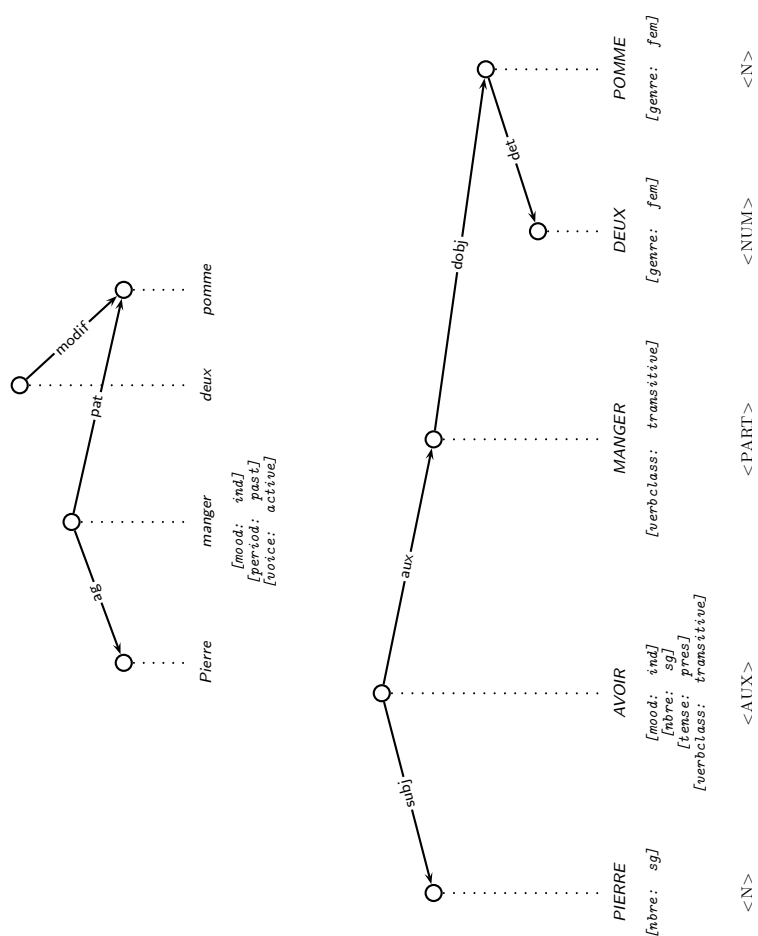 modif
pat
ag
Pierre manger deux pomme
[mood: ind]
[period: past]
[voice: active]
det
dobj
aux
subj
PIERRE AVOIR MANGER DEUX POMME
[nbre: sg] [mood: ind] [verbclass: transitive] [genre: fem] [genre: fem]
[nbre: sg]
[tense: pres]
[verbclass: transitive]
<N> <AUX> <PART> <NUM> <N>